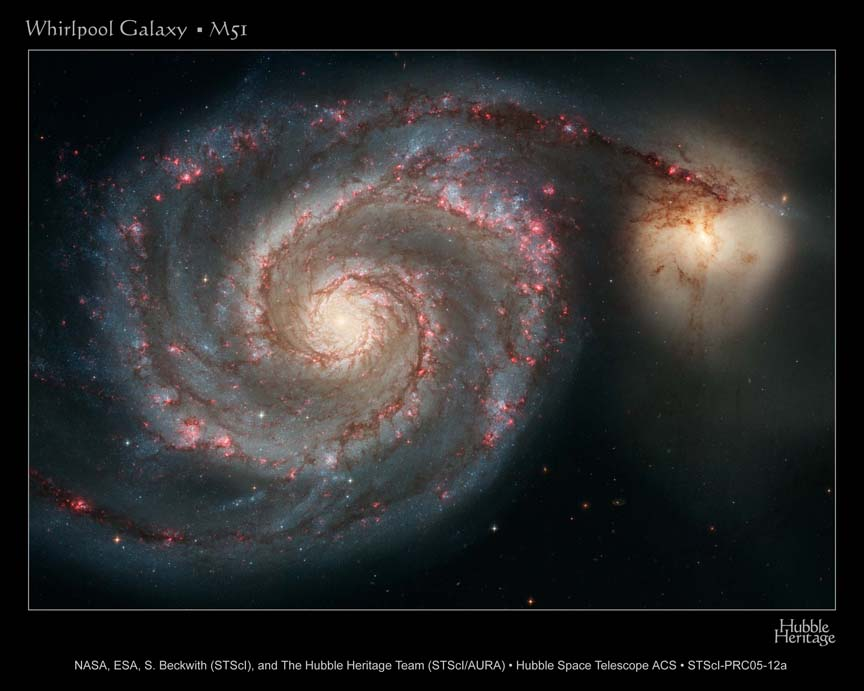 Whirlpool Galaxy ▪ M51
Hubble
Heritage
NASA, ESA, S. Beckwith (STScI), and The Hubble Heritage Team (STScI/AURA) • Hubble Space Telescope ACS • STScI-PRC05-12a